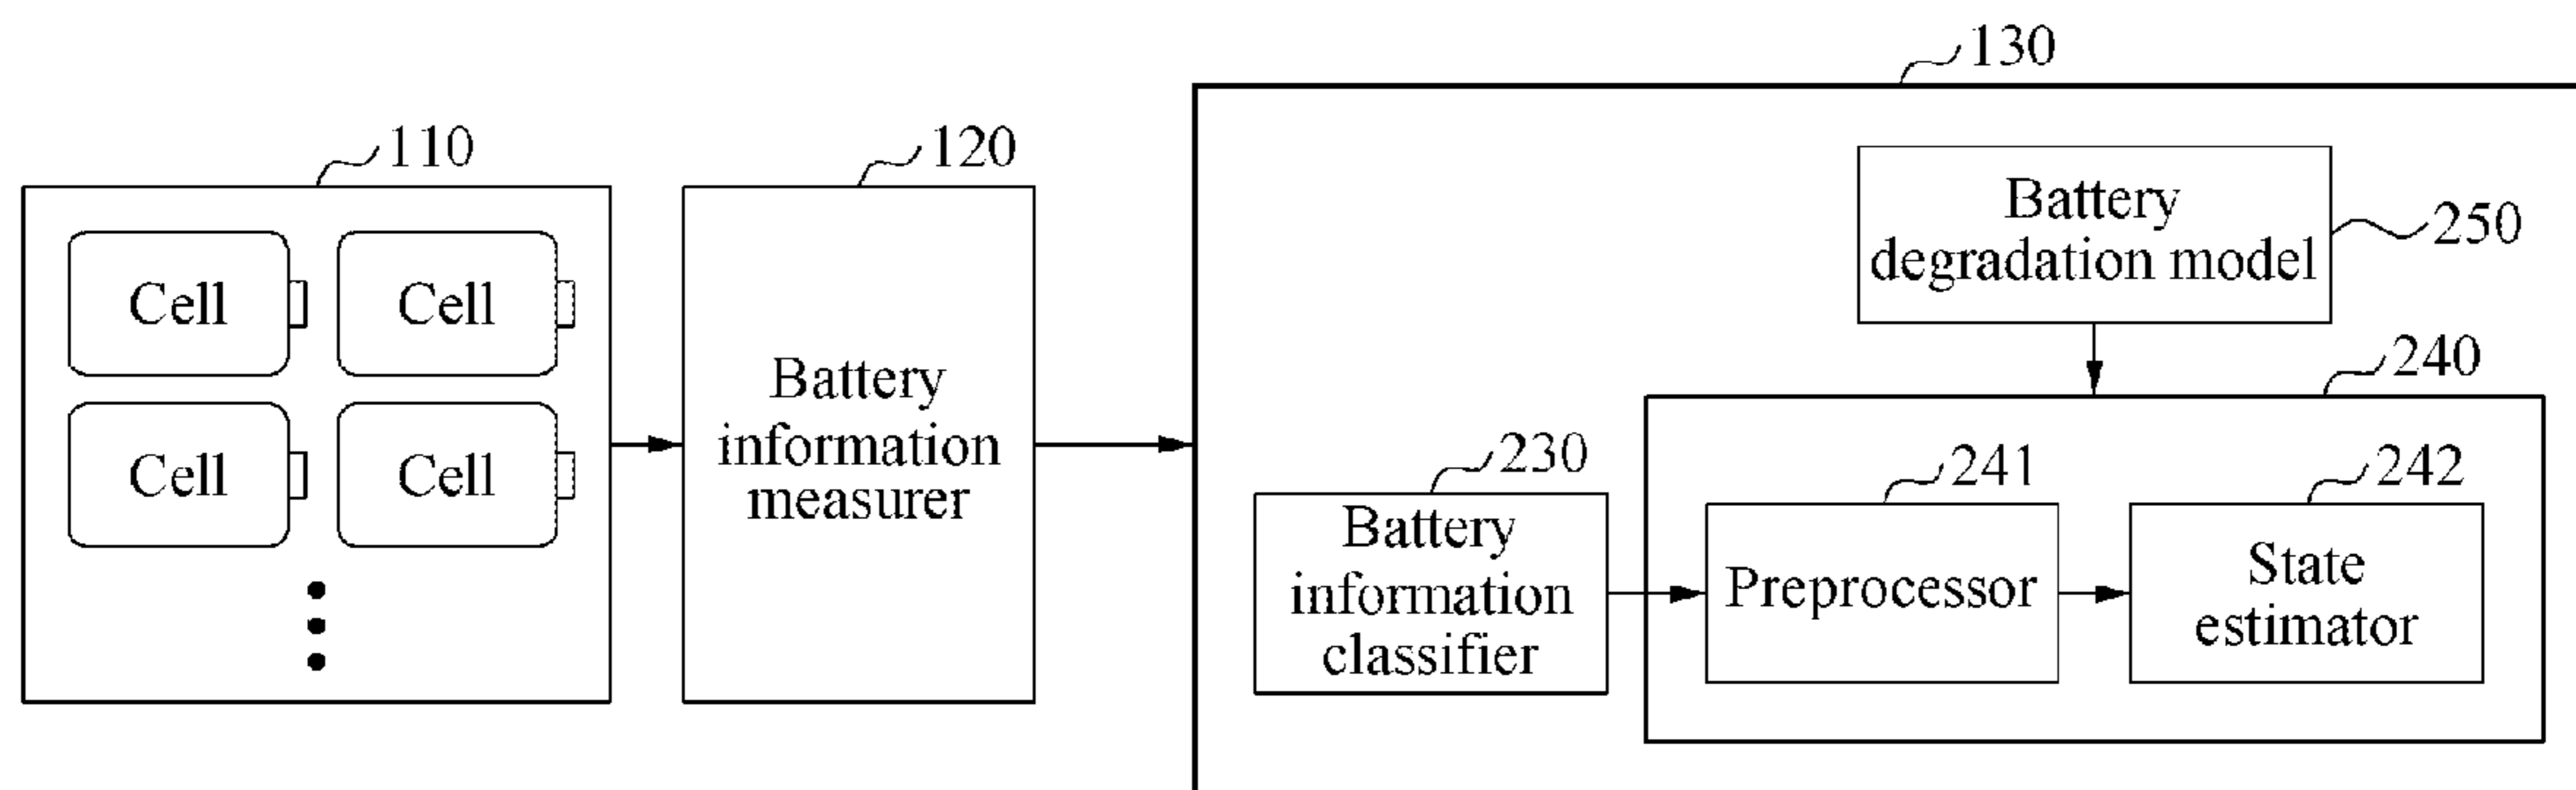 130
110
120
Battery
degradation model
250
Cell
Cell
240
Battery
information
measurer
Cell
Cell
230
241
242
Battery
information
classifier
Preprocessor
State
estimator